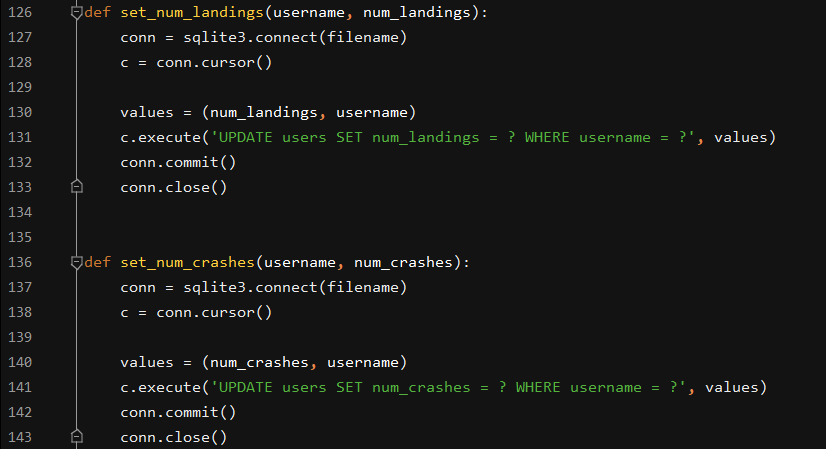 126 def set_num_landings(username, num_landings):
127 conn = sqlite3.connect(filename)
128 c = conn.cursor()
129
130 values = (num_landings, username)
131 c.execute('UPDATE users SET num_landings = ? WHERE username = ?', values)
132 conn.commit()
133 conn.close()
134
135
136 def set_num_crashes(username, num_crashes):
137 conn = sqlite3.connect(filename)
138 c = conn.cursor()
139
140 values = (num_crashes, username)
141 c.execute('UPDATE users SET num_crashes = ? WHERE username = ?', values)
142 conn.commit()
143 conn.close()